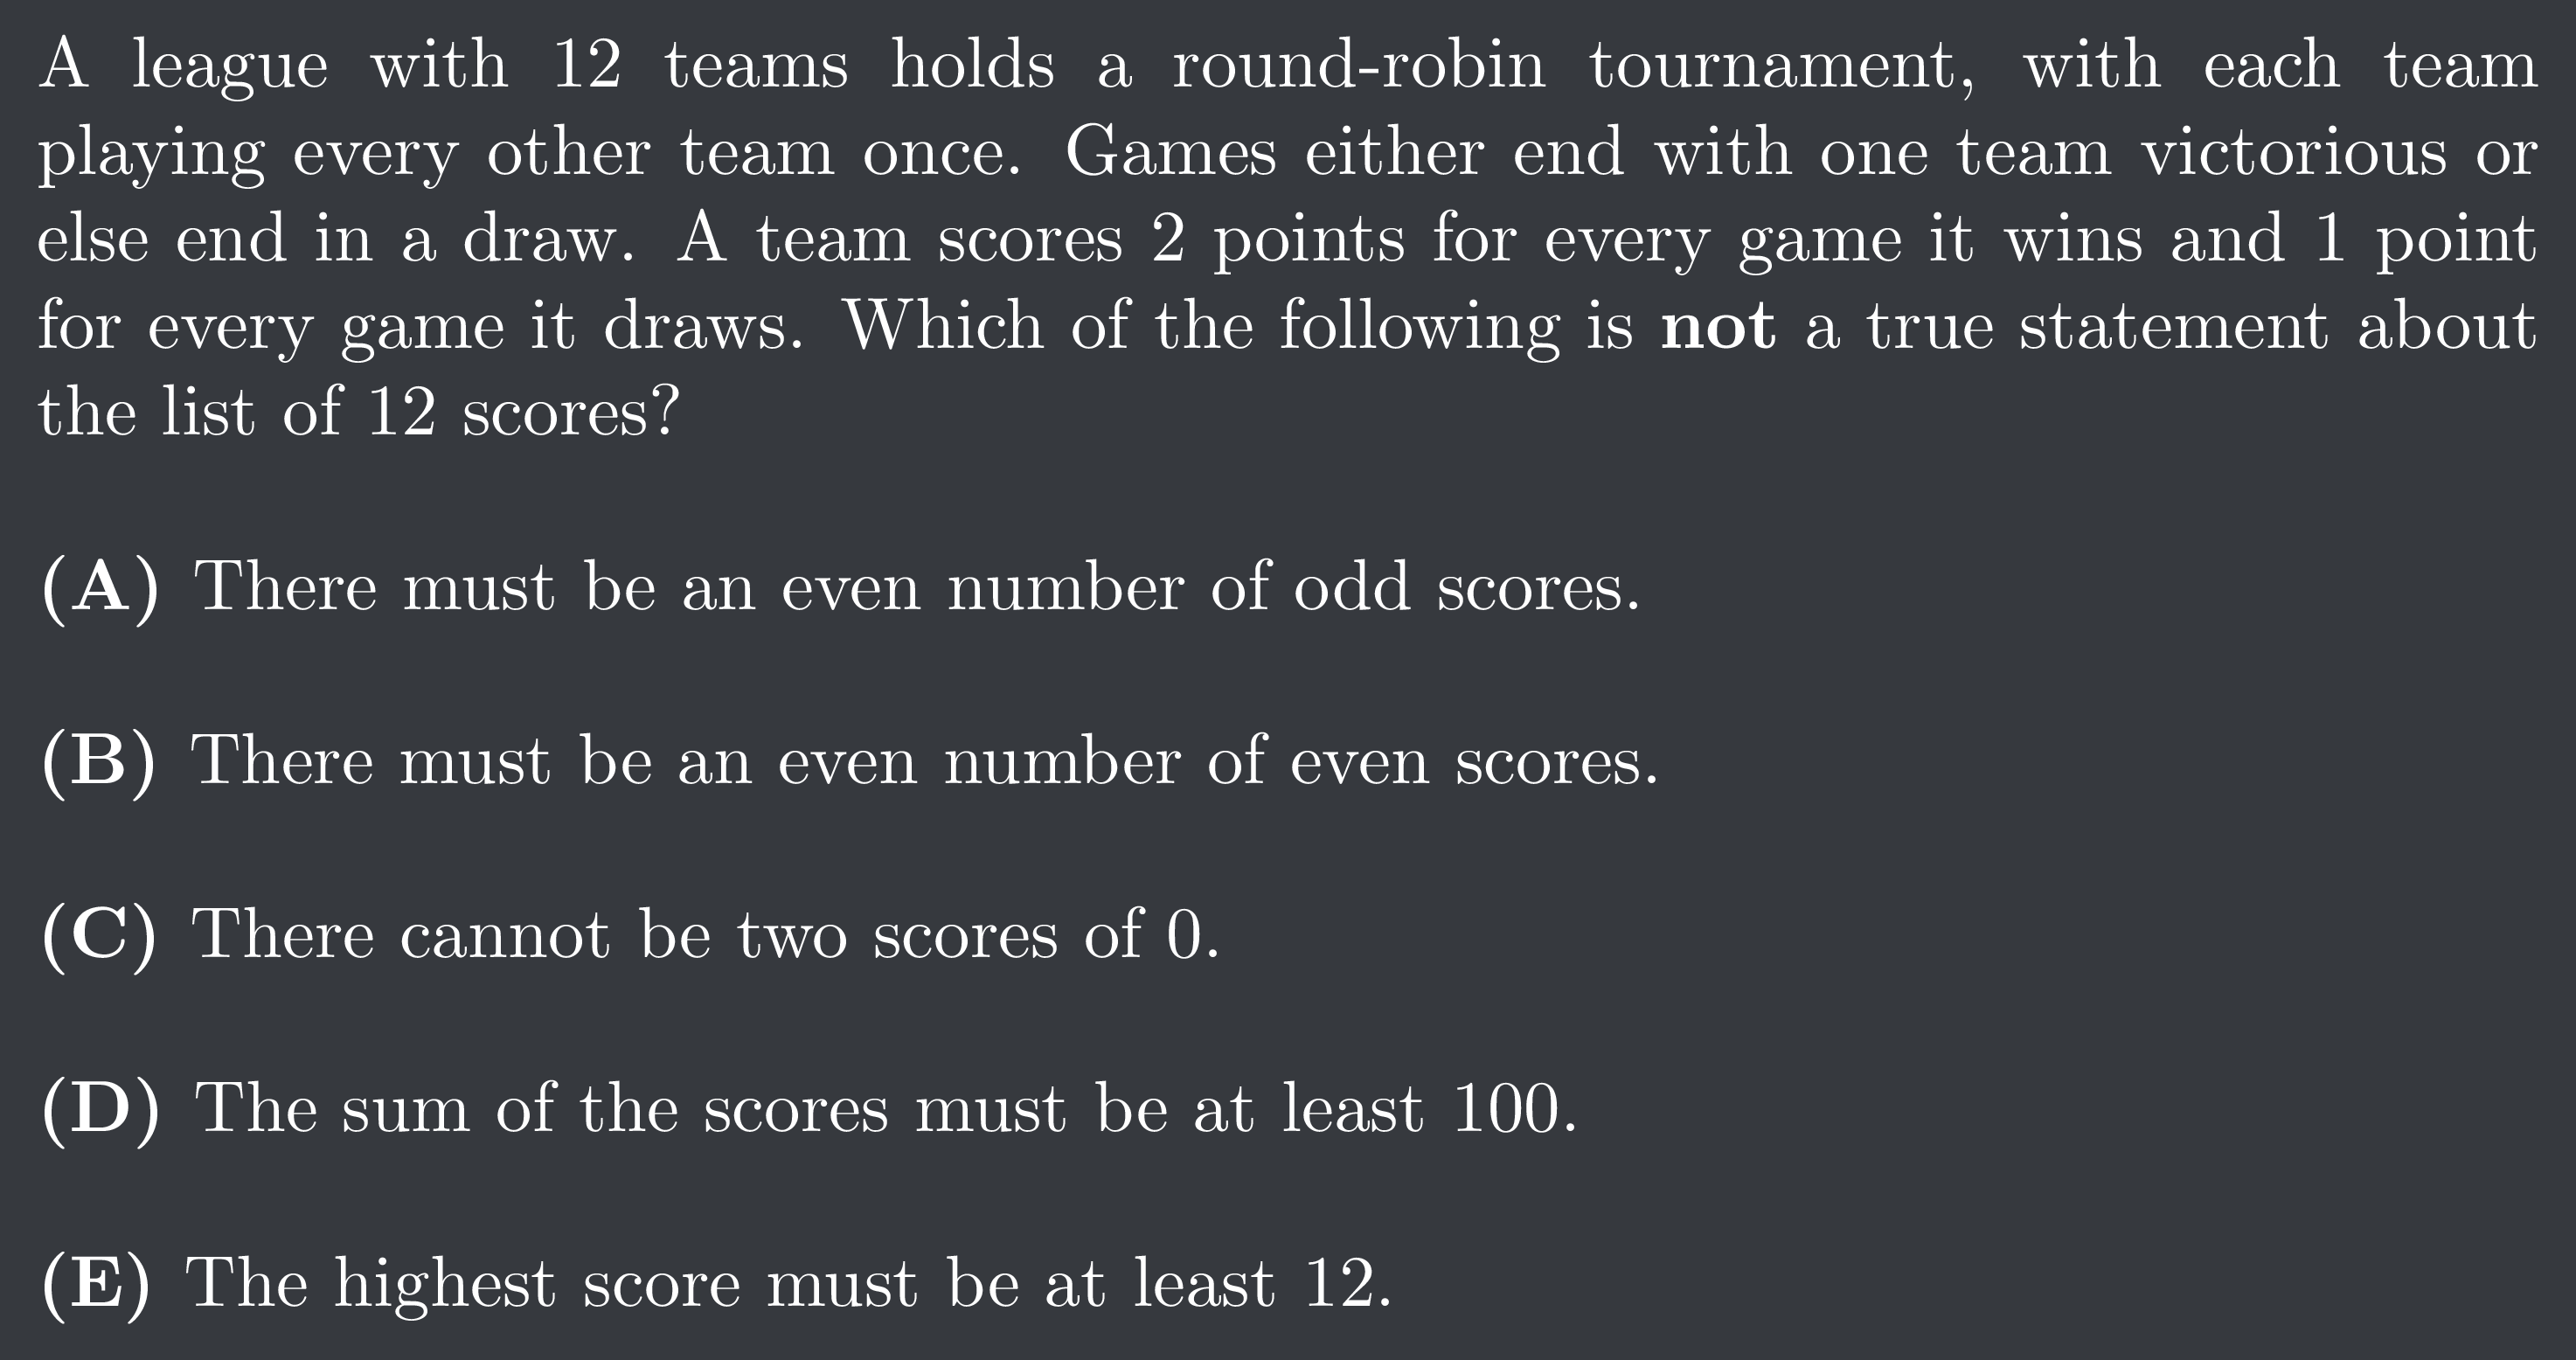 A league with 12 teams holds a round-robin tournament, with each team
playing every other team once. Games either end with one team victorious or
else end in a draw. A team scores 2 points for every game it wins and 1 point
for every game it draws. Which of the following is not a true statement about
the list of 12 scores?
(A) There must be an even number of odd scores.
(B) There must be an even number of even scores.
(C) There cannot be two scores of 0.
(D) The sum of the scores must be at least 100.
(E) The highest score must be at least 12.